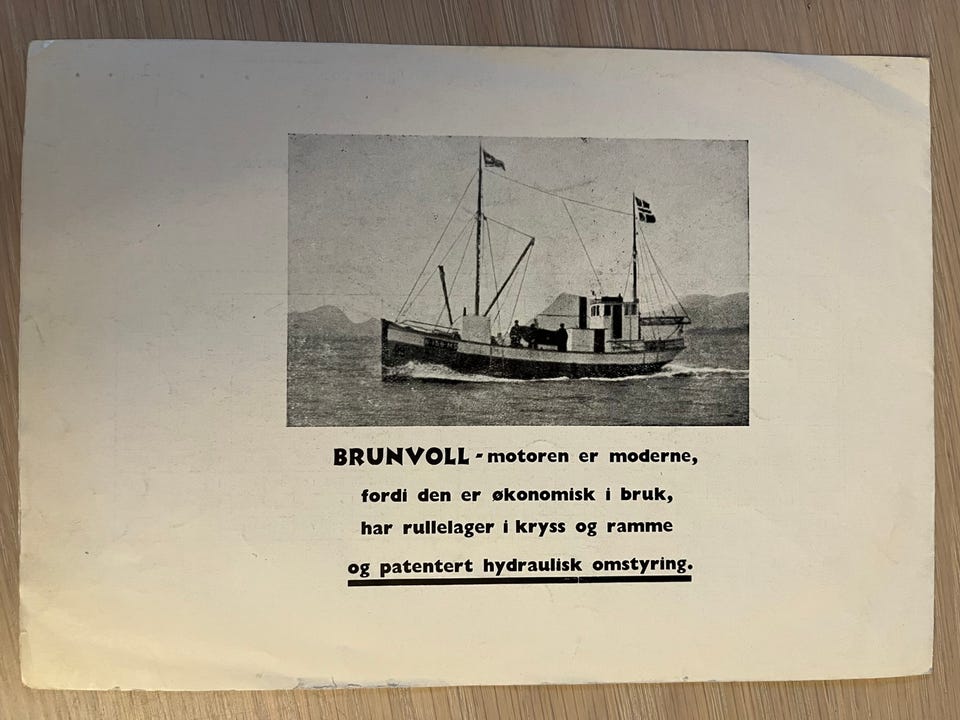 BRUNVOLL - motoren er moderne,
fordi den er økonomisk i bruk,
har rullelager i kryss og ramme
og patentert hydraulisk omstyring.